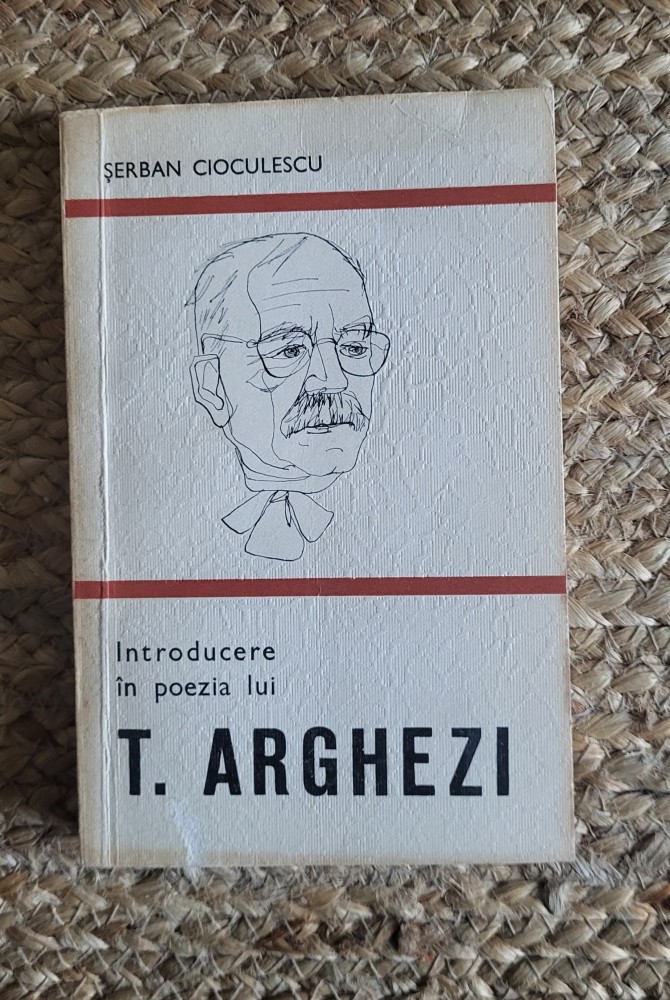 ŞERBAN CIOCULESCU
Introducere
în poezia lui
T. ARGHEZI